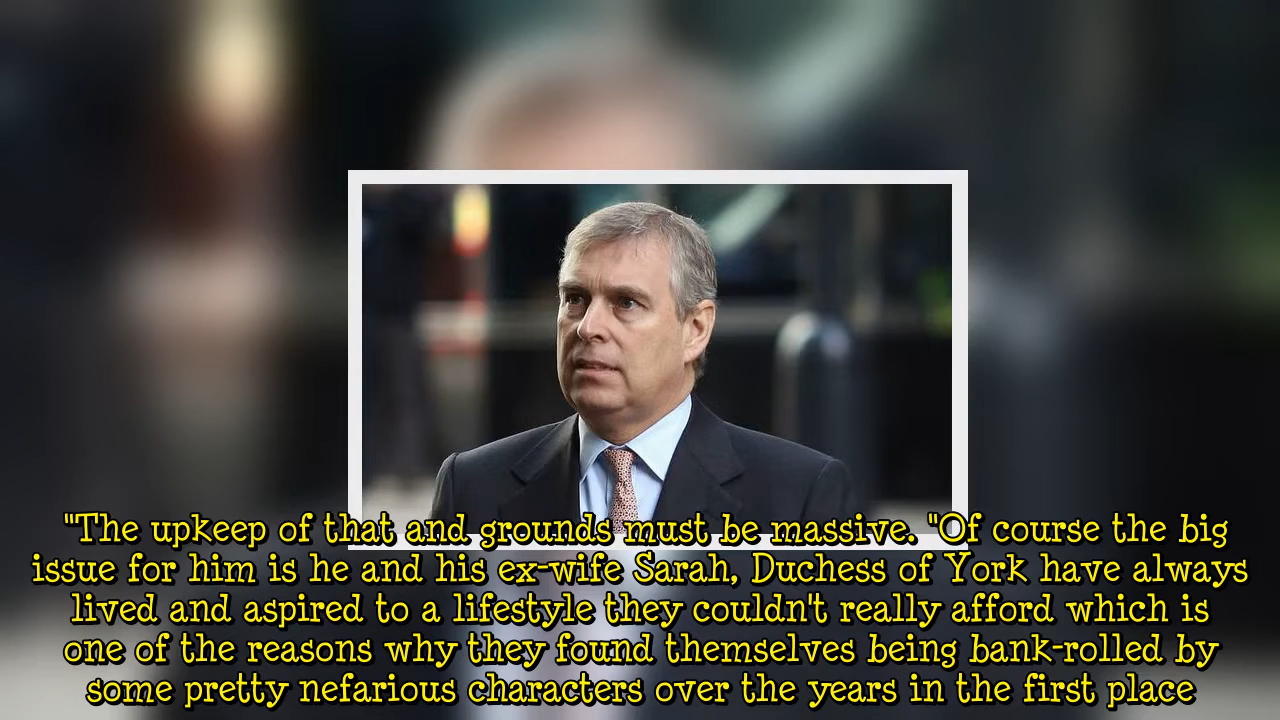 "The upkeep of that and grounds must be massive. "Of course the big
issue for him is he and his ex-wife Sarah, Duchess of York have always
lived and aspired to a lifestyle they couldn't really afford which is
one of the reasons why they found themselves being bank-rolled by
some pretty nefarious characters over the years in the first place